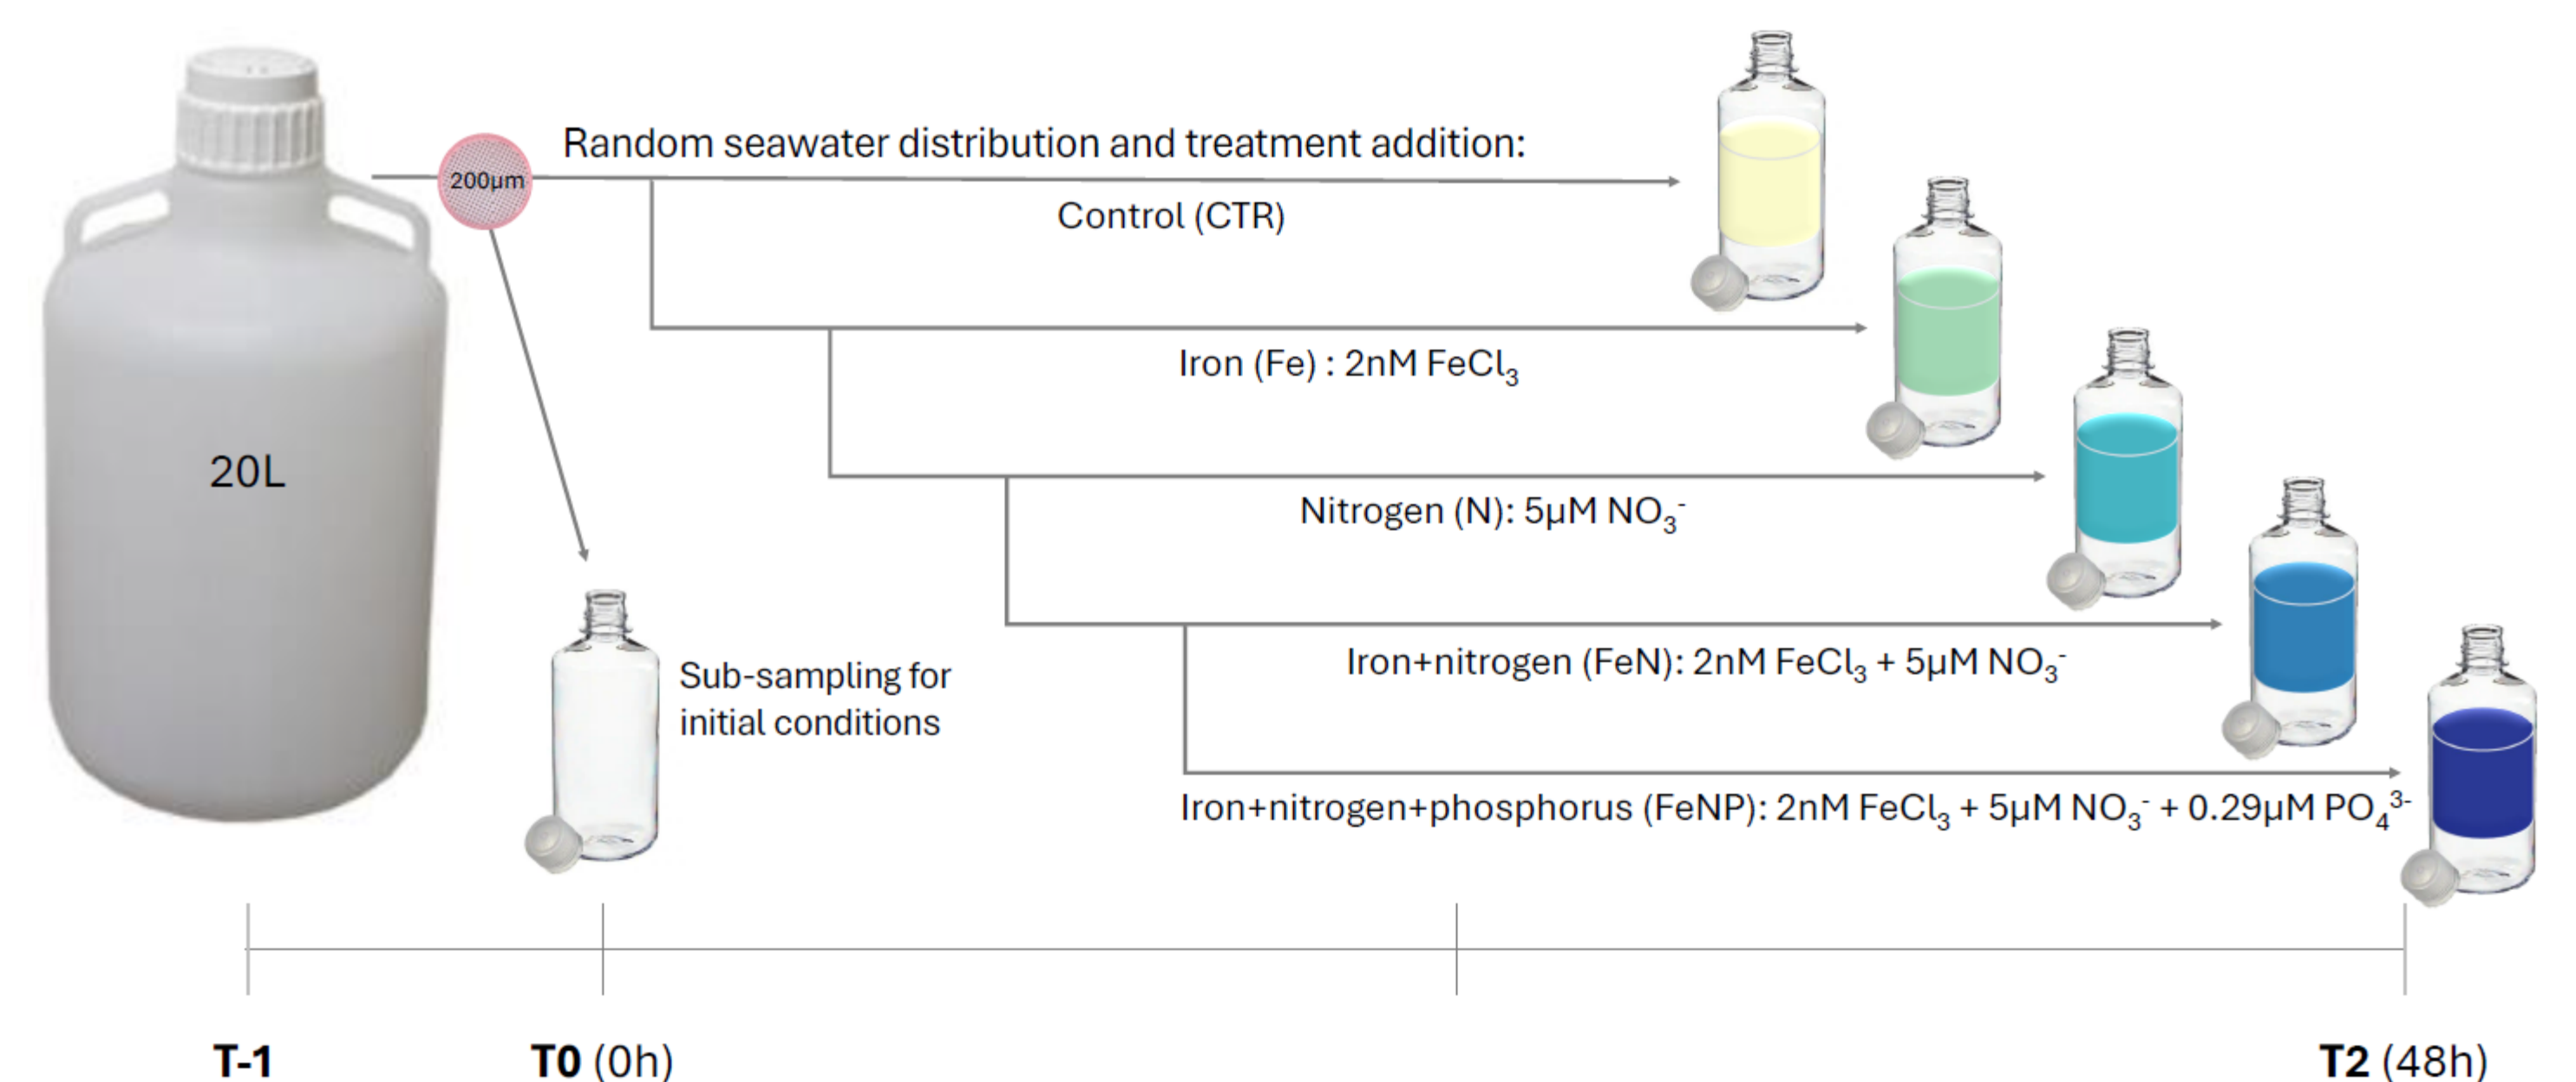 Random seawater distribution and treatment addition:
200µm
Control (CTR)
Iron (Fe) : 2nM FeCl₃
20L
Nitrogen (N): 5µM NO₃⁻
Iron+nitrogen (FeN): 2nM FeCl₃ + 5µM NO₃⁻
Sub-sampling for
initial conditions
Iron+nitrogen+phosphorus (FeNP): 2nM FeCl₃ + 5µM NO₃⁻ + 0.29µM PO₄³⁻
T-1
T0 (0h)
T2 (48h)